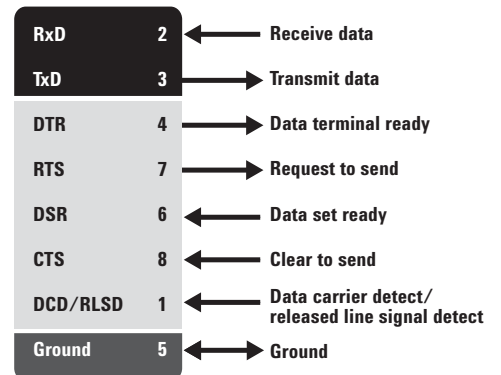 RxD 2 Receive data
TxD 3 Transmit data
DTR 4 Data terminal ready
RTS 7 Request to send
DSR 6 Data set ready
CTS 8 Clear to send
DCD/RLSD 1 Data carrier detect/
released line signal detect
Ground 5 Ground